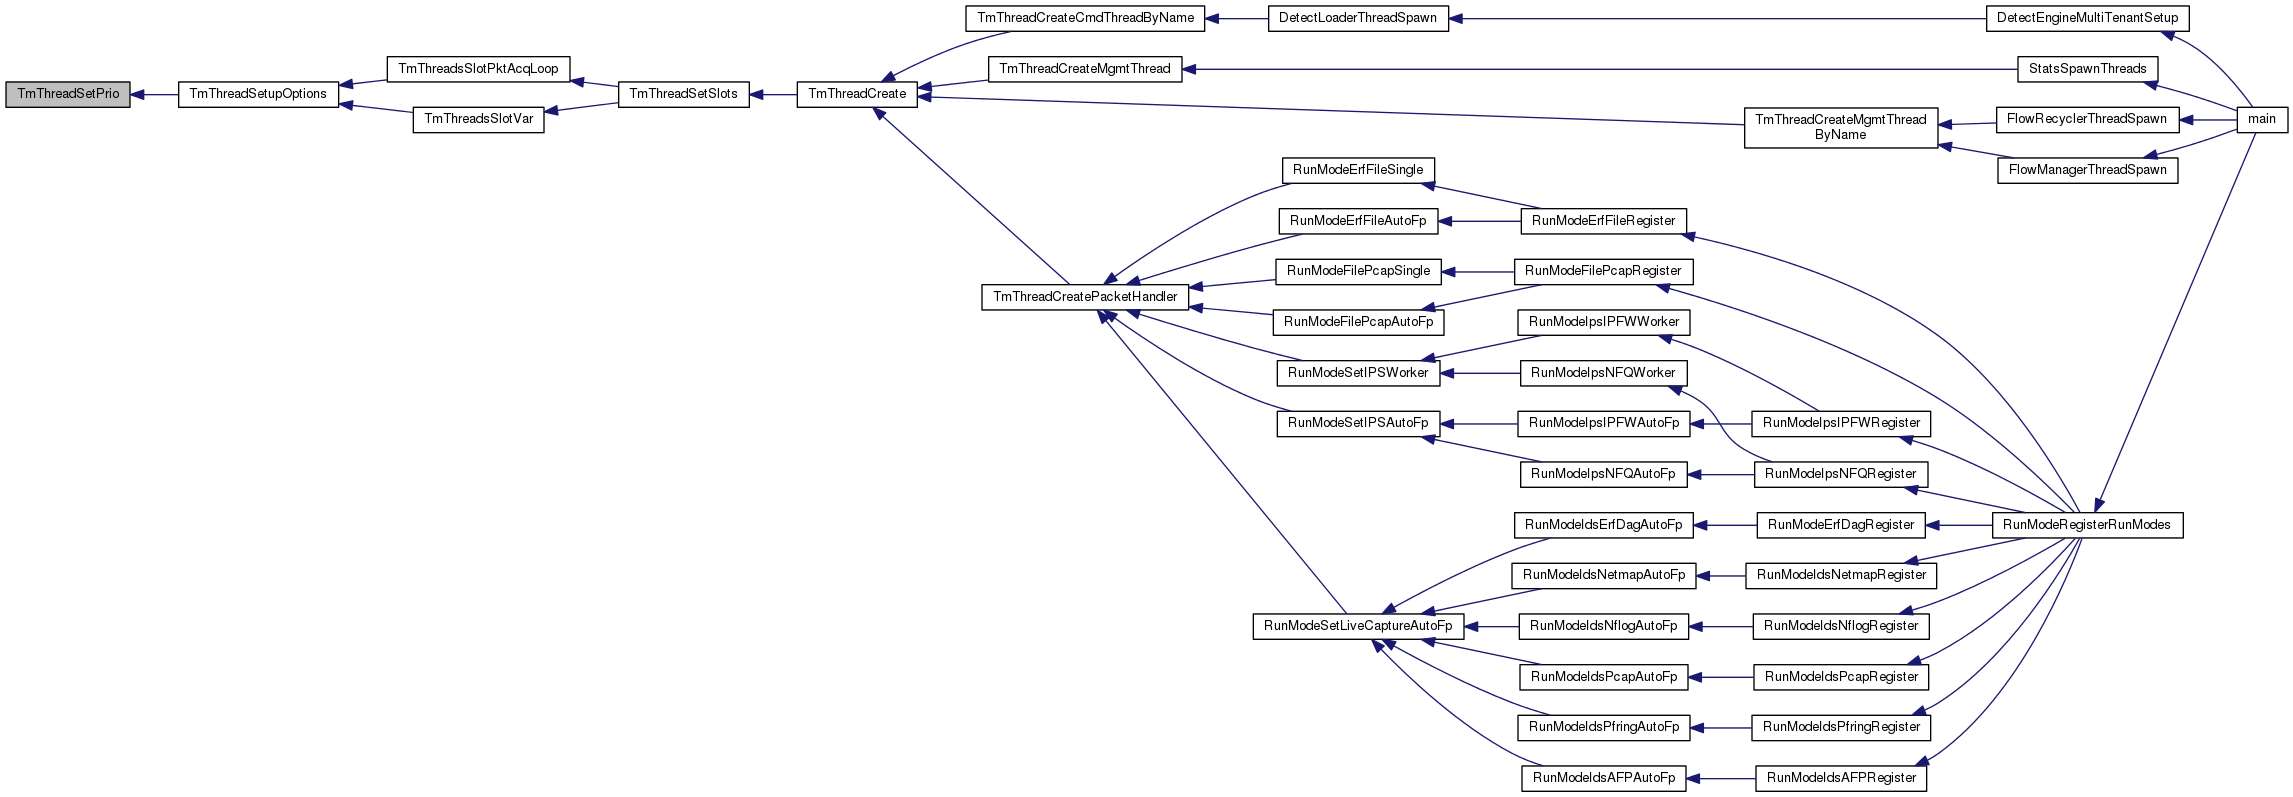 TmThreadCreateCmdThreadByName
DetectLoaderThreadSpawn
DetectEngineMultiTenantSetup
TmThreadsSlotPktAcqLoop
TmThreadCreateMgmtThread
StatsSpawnThreads
TmThreadSetPrio
TmThreadSetupOptions
TmThreadSetSlots
TmThreadCreate
TmThreadsSlotVar
TmThreadCreateMgmtThread
ByName
FlowRecyclerThreadSpawn
main
FlowManagerThreadSpawn
RunModeErfFileSingle
RunModeErfFileAutoFp
RunModeErfFileRegister
RunModeFilePcapSingle
RunModeFilePcapRegister
TmThreadCreatePacketHandler
RunModeFilePcapAutoFp
RunModeIpsIPFWWorker
RunModeSetIPSWorker
RunModeIpsNFQWorker
RunModeSetIPSAutoFp
RunModeIpsIPFWAutoFp
RunModeIpsIPFWRegister
RunModeIpsNFQAutoFp
RunModeIpsNFQRegister
RunModeIdsErfDagAutoFp
RunModeErfDagRegister
RunModeRegisterRunModes
RunModeIdsNetmapAutoFp
RunModeIdsNetmapRegister
RunModeSetLiveCaptureAutoFp
RunModeIdsNflogAutoFp
RunModeIdsNflogRegister
RunModeIdsPcapAutoFp
RunModeIdsPcapRegister
RunModeIdsPfringAutoFp
RunModeIdsPfringRegister
RunModeIdsAFPAutoFp
RunModeIdsAFPRegister